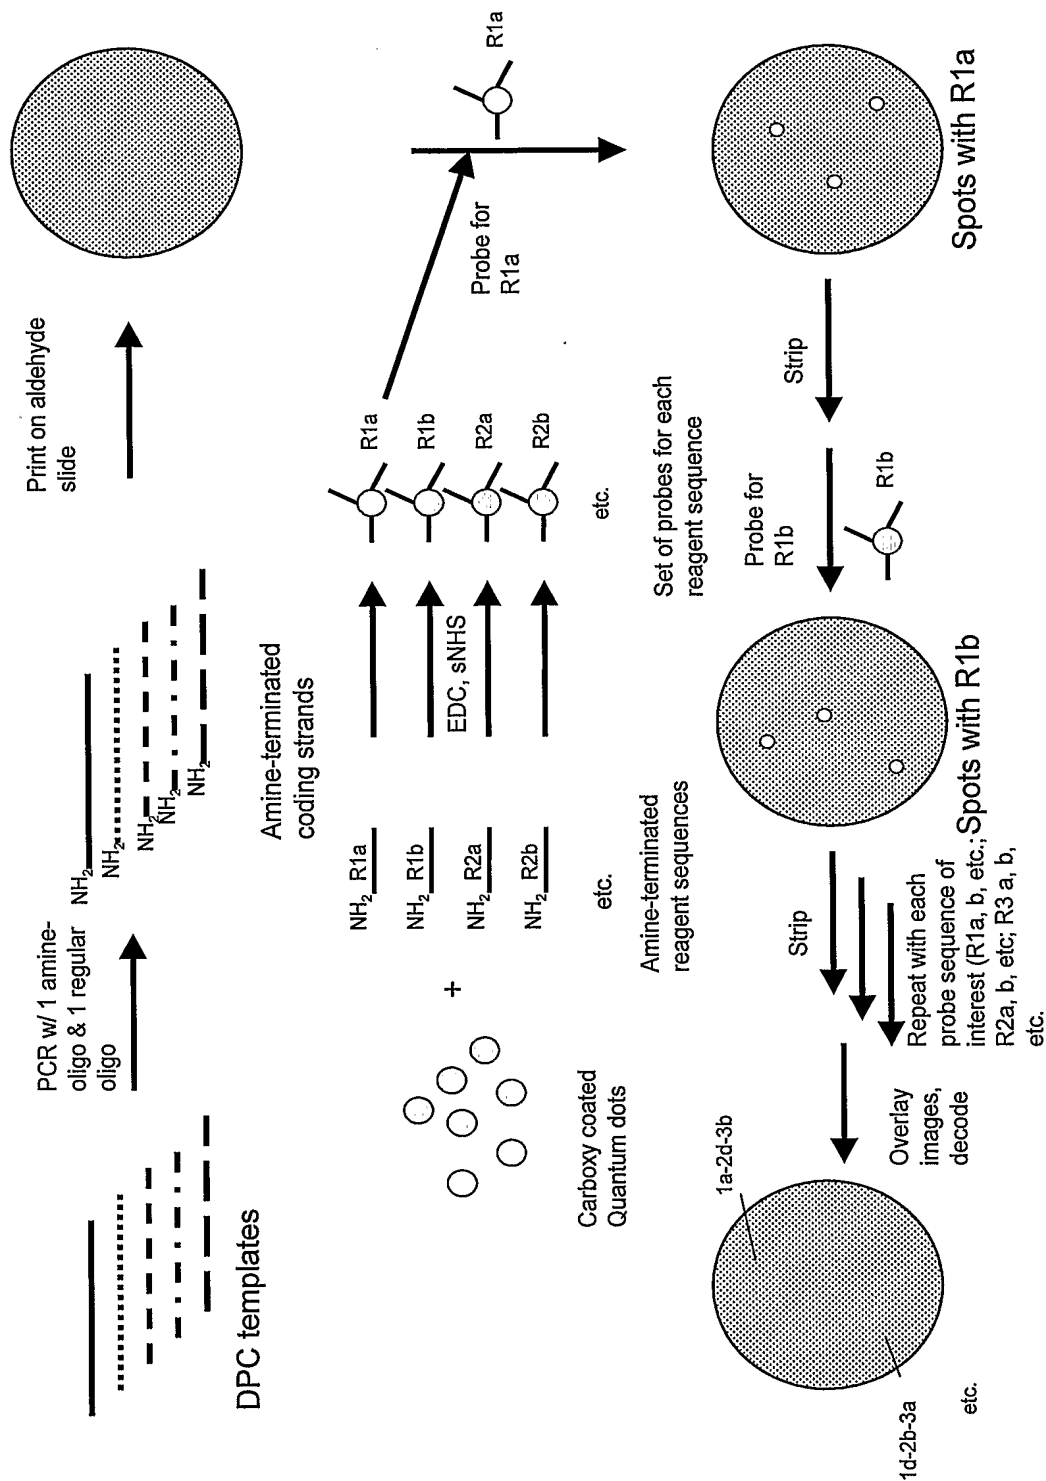 DPC templates
PCR w/ 1 amine-
oligo & 1 regular
oligo
NH2
NH2
NH2
NH2
NH2
Amine-terminated
coding strands
Print on aldehyde
slide
Carboxy coated
Quantum dots
+
NH2 R1a
NH2 R1b
NH2 R2a
NH2 R2b
etc.
Amine-terminated
reagent sequences
EDC, sNHS
R1a
R1b
R2a
R2b
etc.
Set of probes for each
reagent sequence
Probe for
R1a
R1a
Spots with R1a
Strip
Probe for
R1b
R1b
Spots with R1b
Strip
Repeat with each
probe sequence of
interest (R1a, b, etc.;
R2a, b, etc; R3 a, b,
etc.
Overlay
images,
decode
1a-2d-3b
1d-2b-3a
etc.